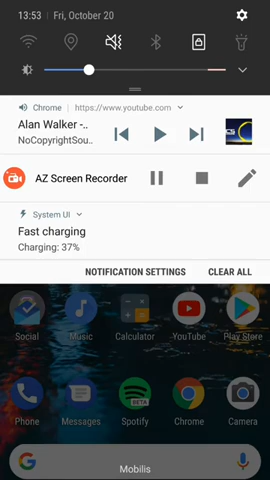 13:53 | Fri, October 20
Chrome | https://www.youtube.com
Alan Walker -..
NoCopyrightSou..
AZ Screen Recorder
System UI
Fast charging
Charging: 37%
NOTIFICATION SETTINGS CLEAR ALL
Social Music Calculator YouTube Play Store
BETA
Phone Messages Spotify Chrome Camera
Mobilis